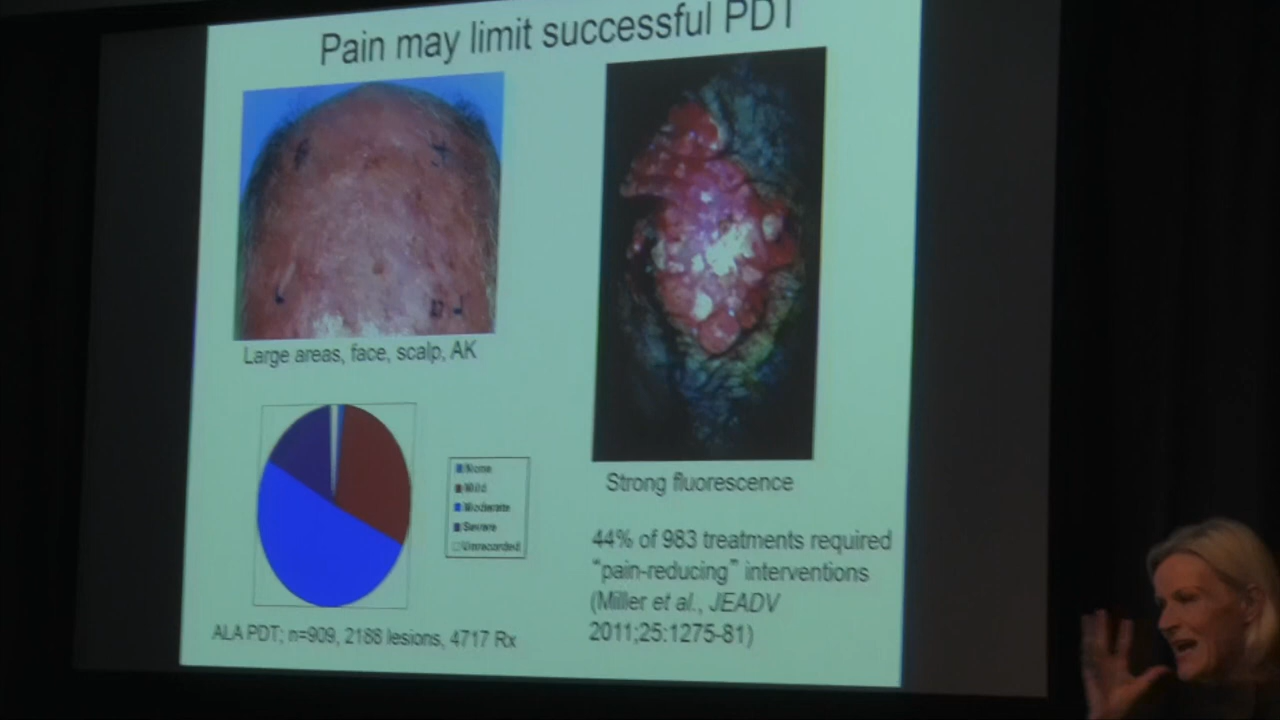 Pain may limit successful PDT
Large areas, face, scalp, AK
None
Mild
Moderate
Severe
Unrecorded
ALA PDT; n=909, 2188 lesions, 4717 Rx
Strong fluorescence
44% of 983 treatments required
“pain-reducing” interventions
(Miller et al., JEADV
2011;25:1275-81)